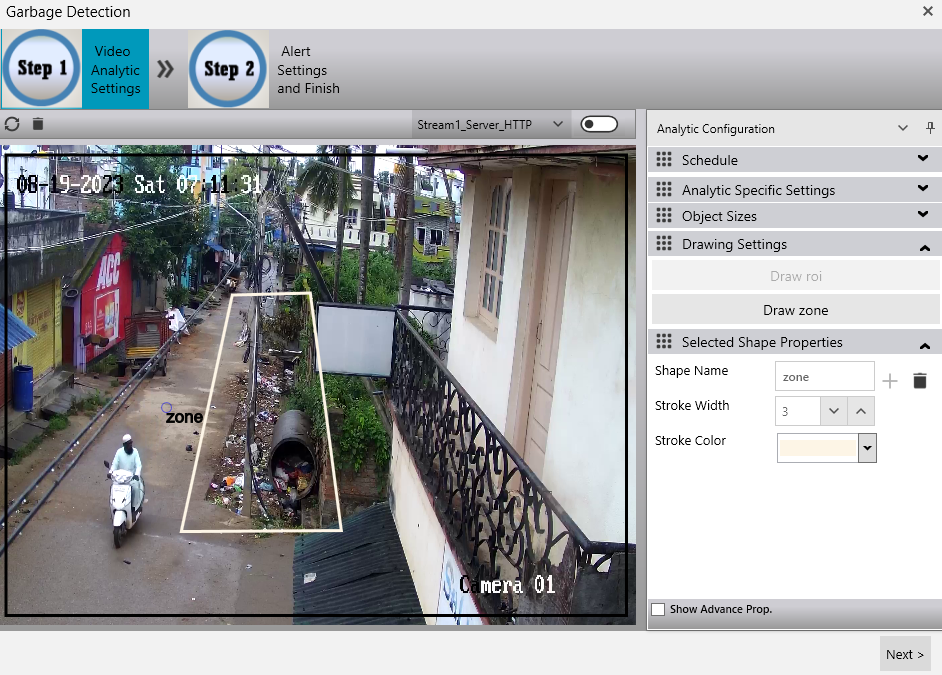 Garbage Detection
Step 1
Video
Analytic
Settings
Step 2
Alert
Settings
and Finish
Stream1_Server_HTTP
Analytic Configuration
Schedule
Analytic Specific Settings
Object Sizes
Drawing Settings
Draw roi
Draw zone
Selected Shape Properties
Shape Name
zone
Stroke Width
3
Stroke Color
Show Advance Prop.
Next >
08-19-2023 Sat 07:11:31
ACC
zone
Camera 01